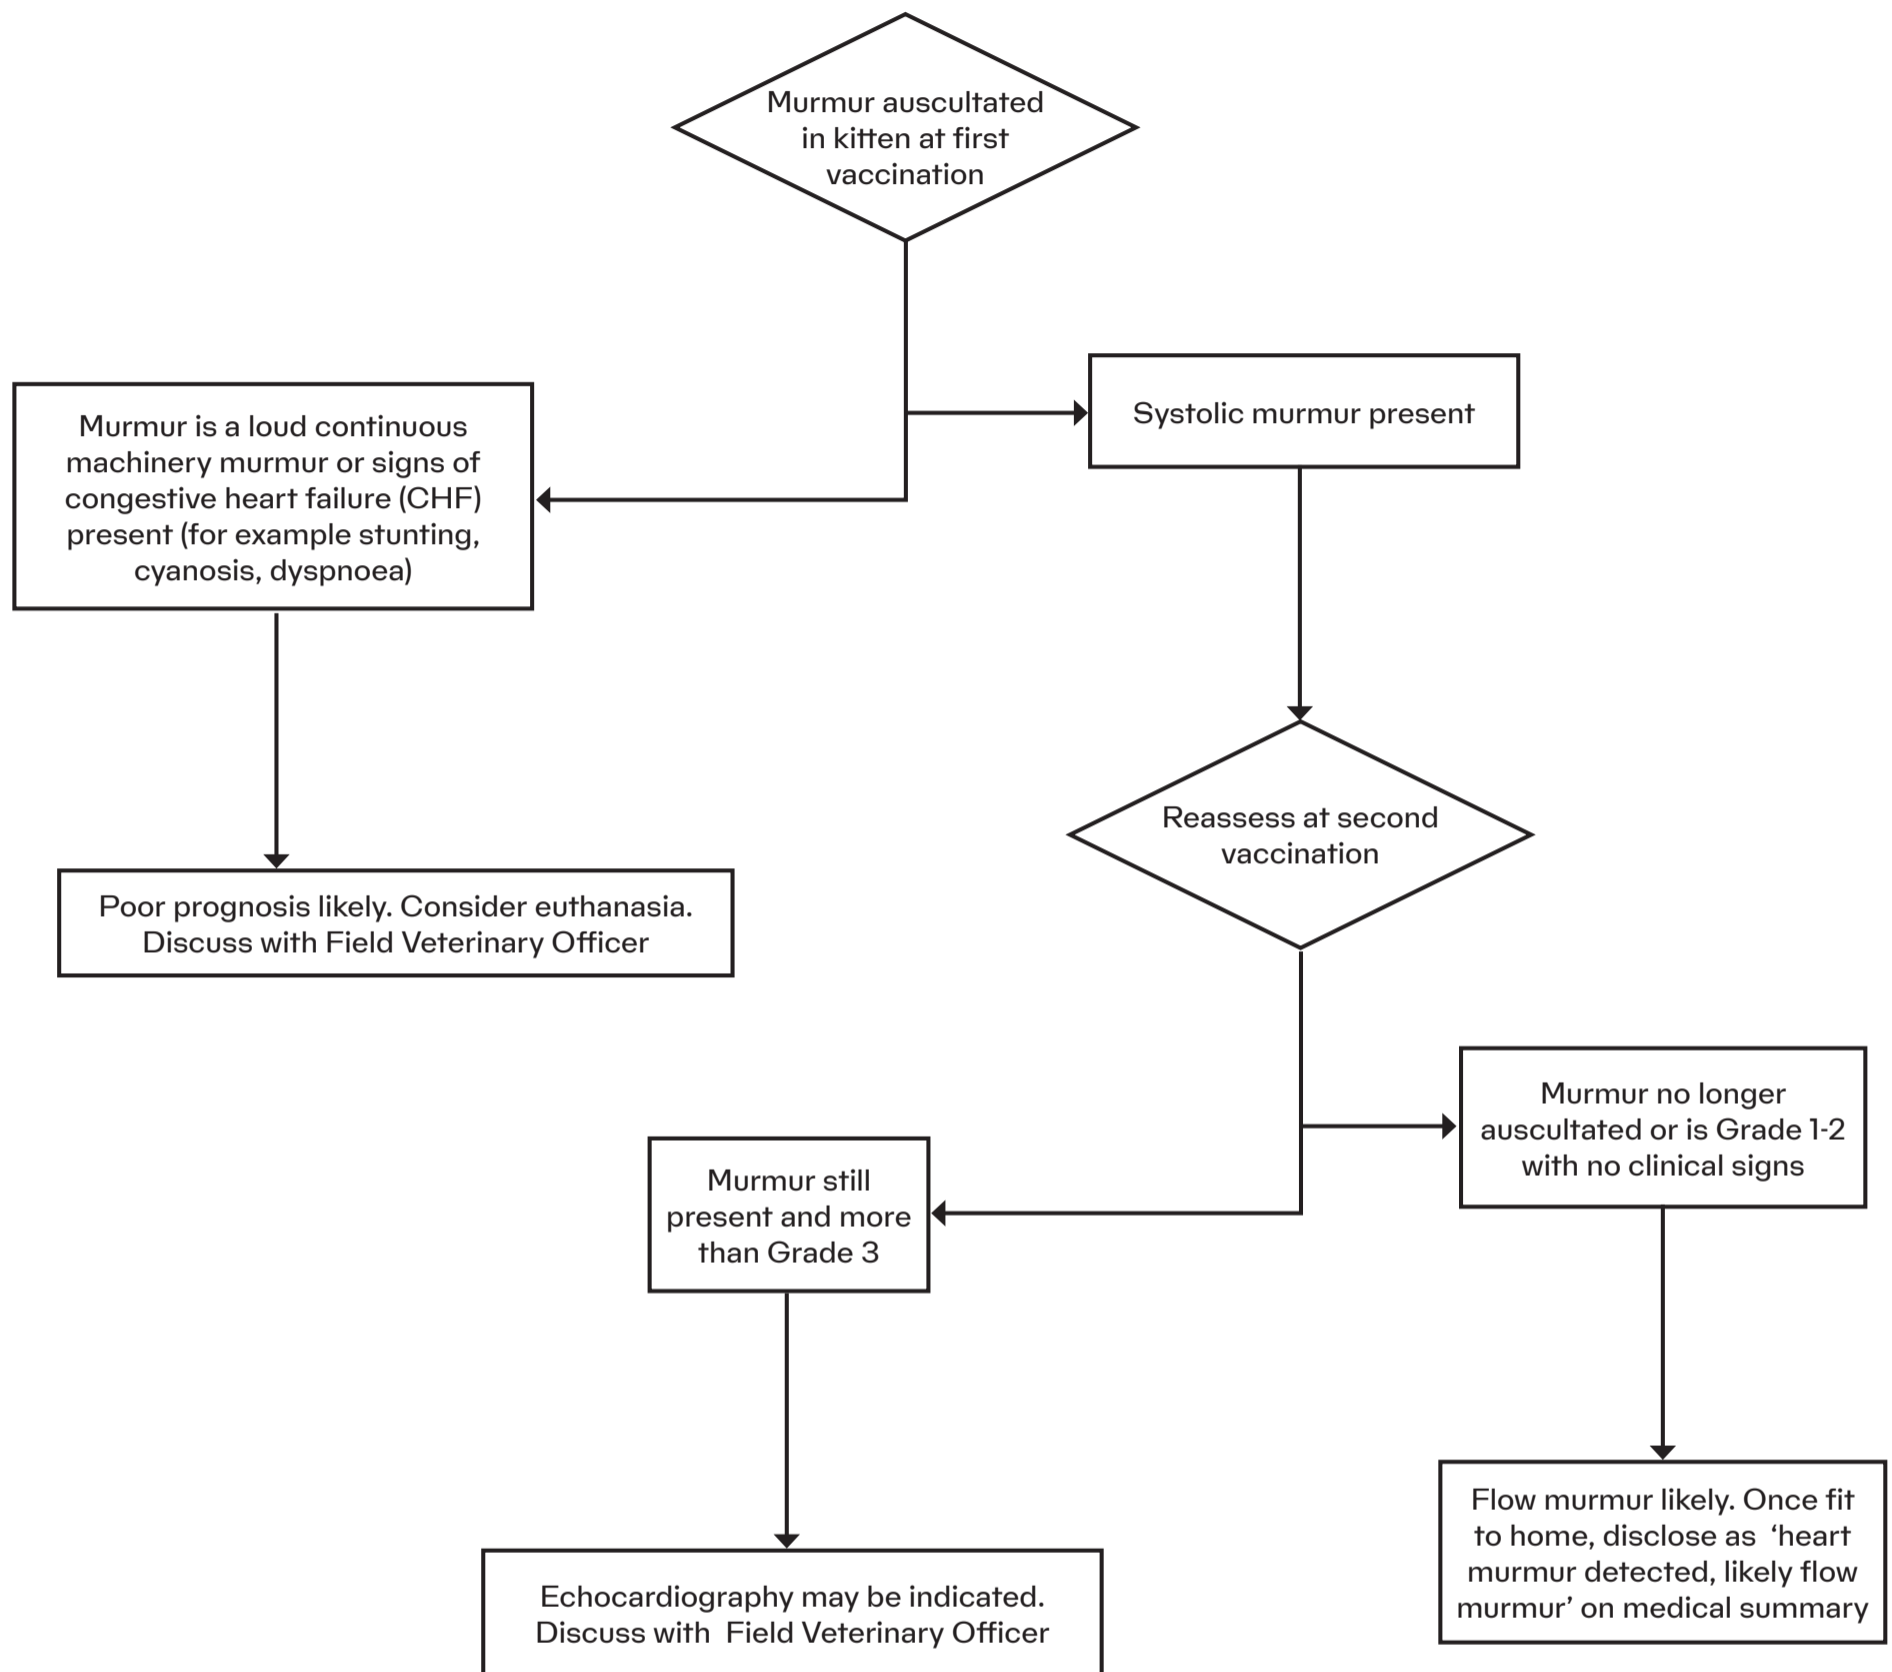 Murmur auscultated
in kitten at first
vaccination
Systolic murmur present
Murmur is a loud continuous
machinery murmur or signs of
congestive heart failure (CHF)
present (for example stunting,
cyanosis, dyspnoea)
Reassess at second
vaccination
Poor prognosis likely. Consider euthanasia.
Discuss with Field Veterinary Officer
Murmur no longer
auscultated or is Grade 1-2
with no clinical signs
Murmur still
present and more
than Grade 3
Flow murmur likely. Once fit
to home, disclose as ‘heart
murmur detected, likely flow
murmur’ on medical summary
Echocardiography may be indicated.
Discuss with Field Veterinary Officer